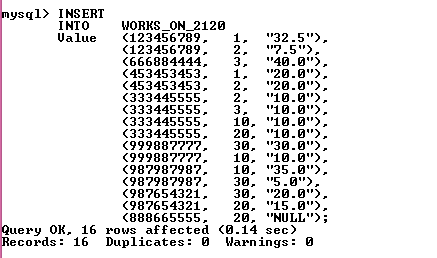 mysql> INSERT
INTO WORKS_ON_2120
Value (123456789, 1, "32.5"),
(123456789, 2, "7.5"),
(666884444, 3, "40.0"),
(453453453, 1, "20.0"),
(453453453, 2, "20.0"),
(333445555, 2, "10.0"),
(333445555, 3, "10.0"),
(333445555, 10, "10.0"),
(333445555, 20, "10.0"),
(999887777, 30, "30.0"),
(999887777, 10, "10.0"),
(987987987, 10, "35.0"),
(987987987, 30, "5.0"),
(987654321, 30, "20.0"),
(987654321, 20, "15.0"),
(888665555, 20, "NULL");
Query OK, 16 rows affected (0.14 sec)
Records: 16 Duplicates: 0 Warnings: 0